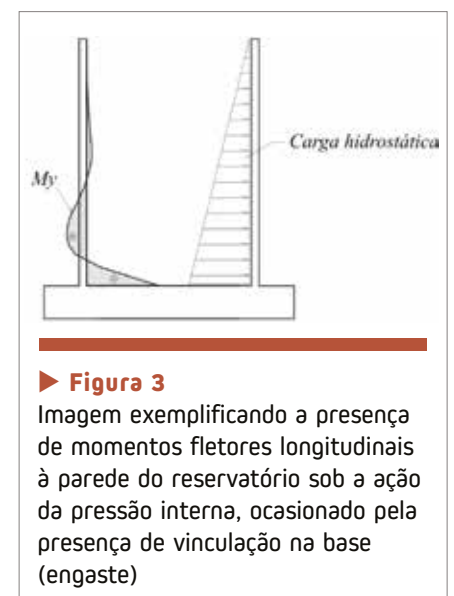 Carga hidrostática
My
▶ Figura 3
Imagem exemplificando a presença
de momentos fletores longitudinais
à parede do reservatório sob a ação
da pressão interna, ocasionado pela
presença de vinculação na base
(engaste)